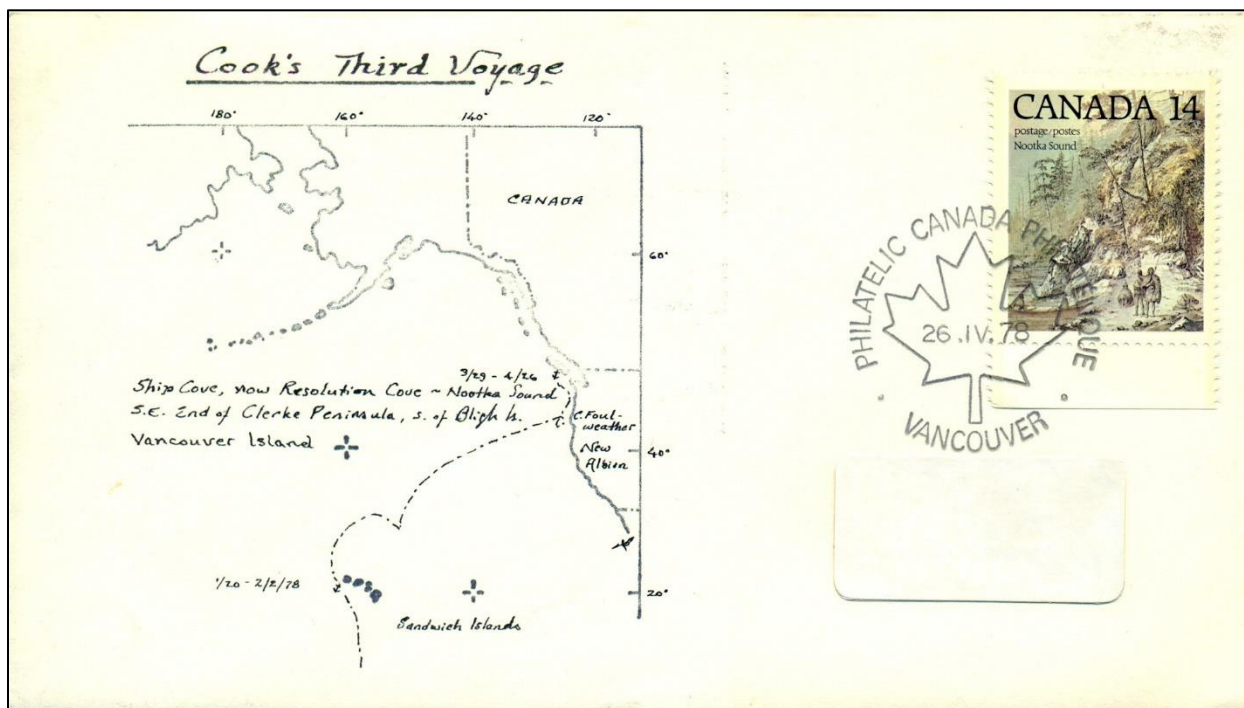 Cook's Third Voyage
180° 160° 140° 120°
CANADA
60°
3/29 - 4/26
Ship Cove, now Resolution Cove ~ Nootka Sound
S.E. End of Clerke Peninsula, s. of Bligh Is.
Vancouver Island
C. Foul-
weather
New
Albion
40°
1/20 - 2/2/78
20°
Sandwich Islands
CANADA 14
postage/postes
Nootka Sound
PHILATELIC CANADA PHILATELIQUE
26.IV.78
VANCOUVER